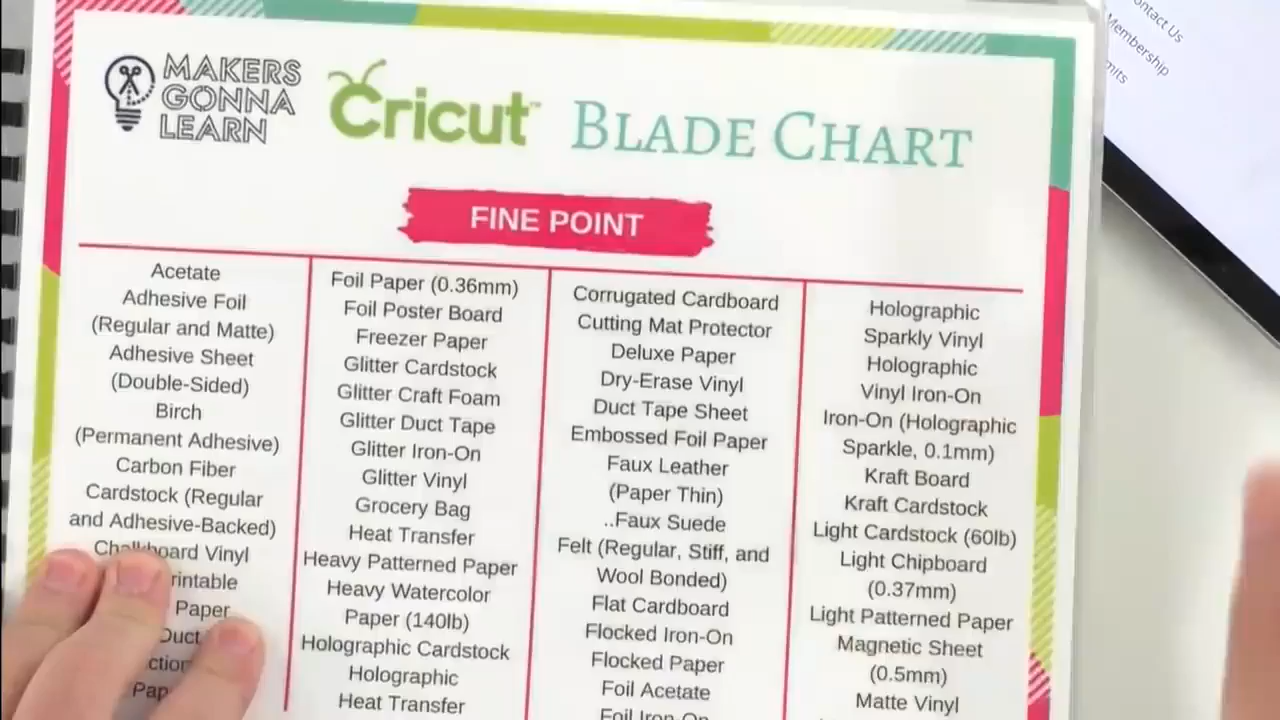 MAKERS
GONNA
LEARN
Cricut™
BLADE CHART
FINE POINT
Acetate
Adhesive Foil
(Regular and Matte)
Adhesive Sheet
(Double-Sided)
Birch
(Permanent Adhesive)
Carbon Fiber
Cardstock (Regular
and Adhesive-Backed)
Chalkboard Vinyl
Paper
Duct
Foil Paper (0.36mm)
Foil Poster Board
Freezer Paper
Glitter Cardstock
Glitter Craft Foam
Glitter Duct Tape
Glitter Iron-On
Glitter Vinyl
Grocery Bag
Heat Transfer
Heavy Patterned Paper
Heavy Watercolor
Paper (140lb)
Holographic Cardstock
Holographic
Heat Transfer
Corrugated Cardboard
Cutting Mat Protector
Deluxe Paper
Dry-Erase Vinyl
Duct Tape Sheet
Embossed Foil Paper
Faux Leather
(Paper Thin)
..Faux Suede
Felt (Regular, Stiff, and
Wool Bonded)
Flat Cardboard
Flocked Iron-On
Flocked Paper
Foil Acetate
Foil Iron-On
Holographic
Sparkly Vinyl
Holographic
Vinyl Iron-On
Iron-On (Holographic
Sparkle, 0.1mm)
Kraft Board
Kraft Cardstock
Light Cardstock (60lb)
Light Chipboard
(0.37mm)
Light Patterned Paper
Magnetic Sheet
(0.5mm)
Matte Vinyl
Contact Us
Membership